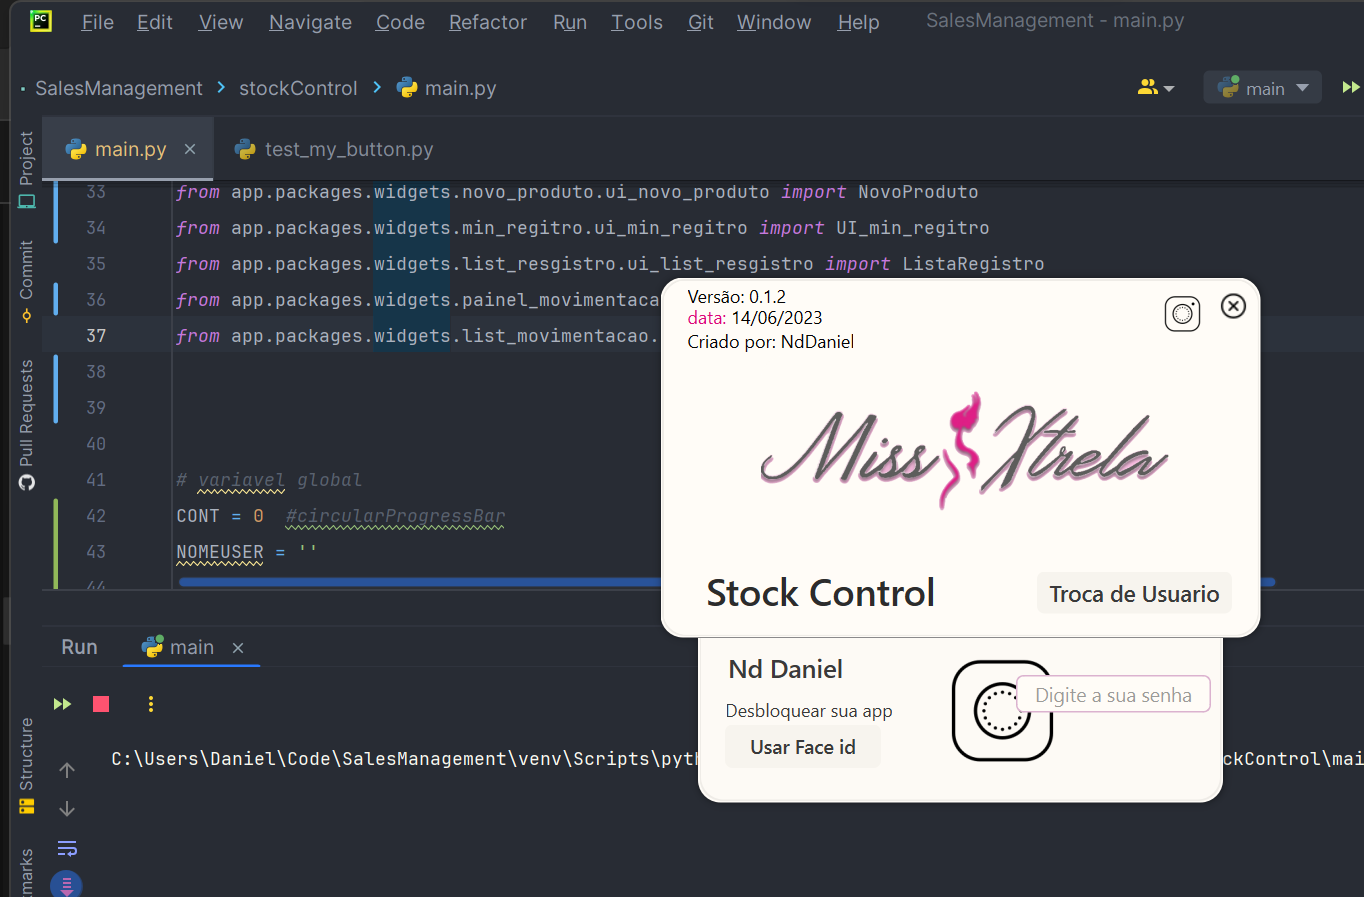 PC
File Edit View Navigate Code Refactor Run Tools Git Window Help SalesManagement - main.py
SalesManagement > stockControl > main.py
main
main.py
test_my_button.py
Project
Commit
Pull Requests
33 from app.packages.widgets.novo_produto.ui_novo_produto import NovoProduto
34 from app.packages.widgets.min_regitro.ui_min_regitro import UI_min_regitro
35 from app.packages.widgets.list_resgistro.ui_list_resgistro import ListaRegistro
36 from app.packages.widgets.painel_movimentaca
37 from app.packages.widgets.list_movimentacao.
38
39
40
41 # variavel global
42 CONT = 0 #circularProgressBar
43 NOMEUSER = ''
44
Versão: 0.1.2
data: 14/06/2023
Criado por: NdDaniel
Miss Xtrela
Stock Control
Troca de Usuario
Nd Daniel
Desbloquear sua app
Usar Face id
Digite a sua senha
Run main
Structure
C:\Users\Daniel\Code\SalesManagement\venv\Scripts\pyth
ckControl\mai